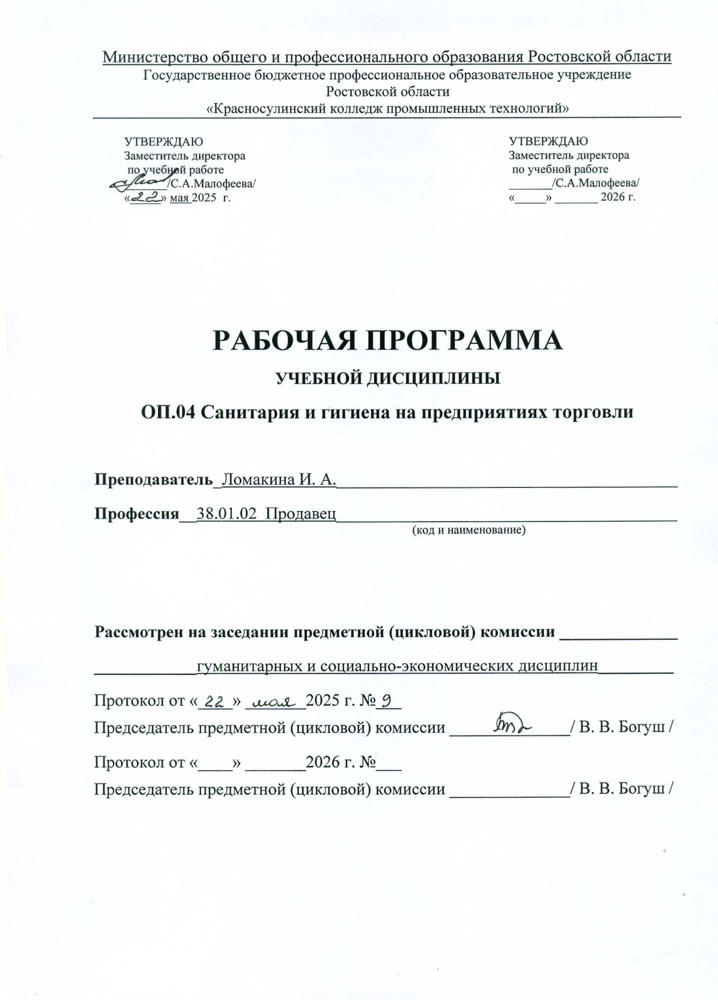 Министерство общего и профессионального образования Ростовской области
Государственное бюджетное профессиональное образовательное учреждение
Ростовской области
«Красносулинский колледж промышленных технологий»
УТВЕРЖДАЮ
Заместитель директора
по учебной работе
_______/С.А.Малофеева/
«22» мая 2025 г.
УТВЕРЖДАЮ
Заместитель директора
по учебной работе
_______/С.А.Малофеева/
«_____» _______ 2026 г.
РАБОЧАЯ ПРОГРАММА
УЧЕБНОЙ ДИСЦИПЛИНЫ
ОП.04 Санитария и гигиена на предприятиях торговли
Преподаватель Ломакина И. А.
Профессия 38.01.02 Продавец
(код и наименование)
Рассмотрен на заседании предметной (цикловой) комиссии
гуманитарных и социально-экономических дисциплин
Протокол от «22» мая 2025 г. № 9
Председатель предметной (цикловой) комиссии ______________/ В. В. Богуш /
Протокол от «____» _______2026 г. №___
Председатель предметной (цикловой) комиссии ______________/ В. В. Богуш /